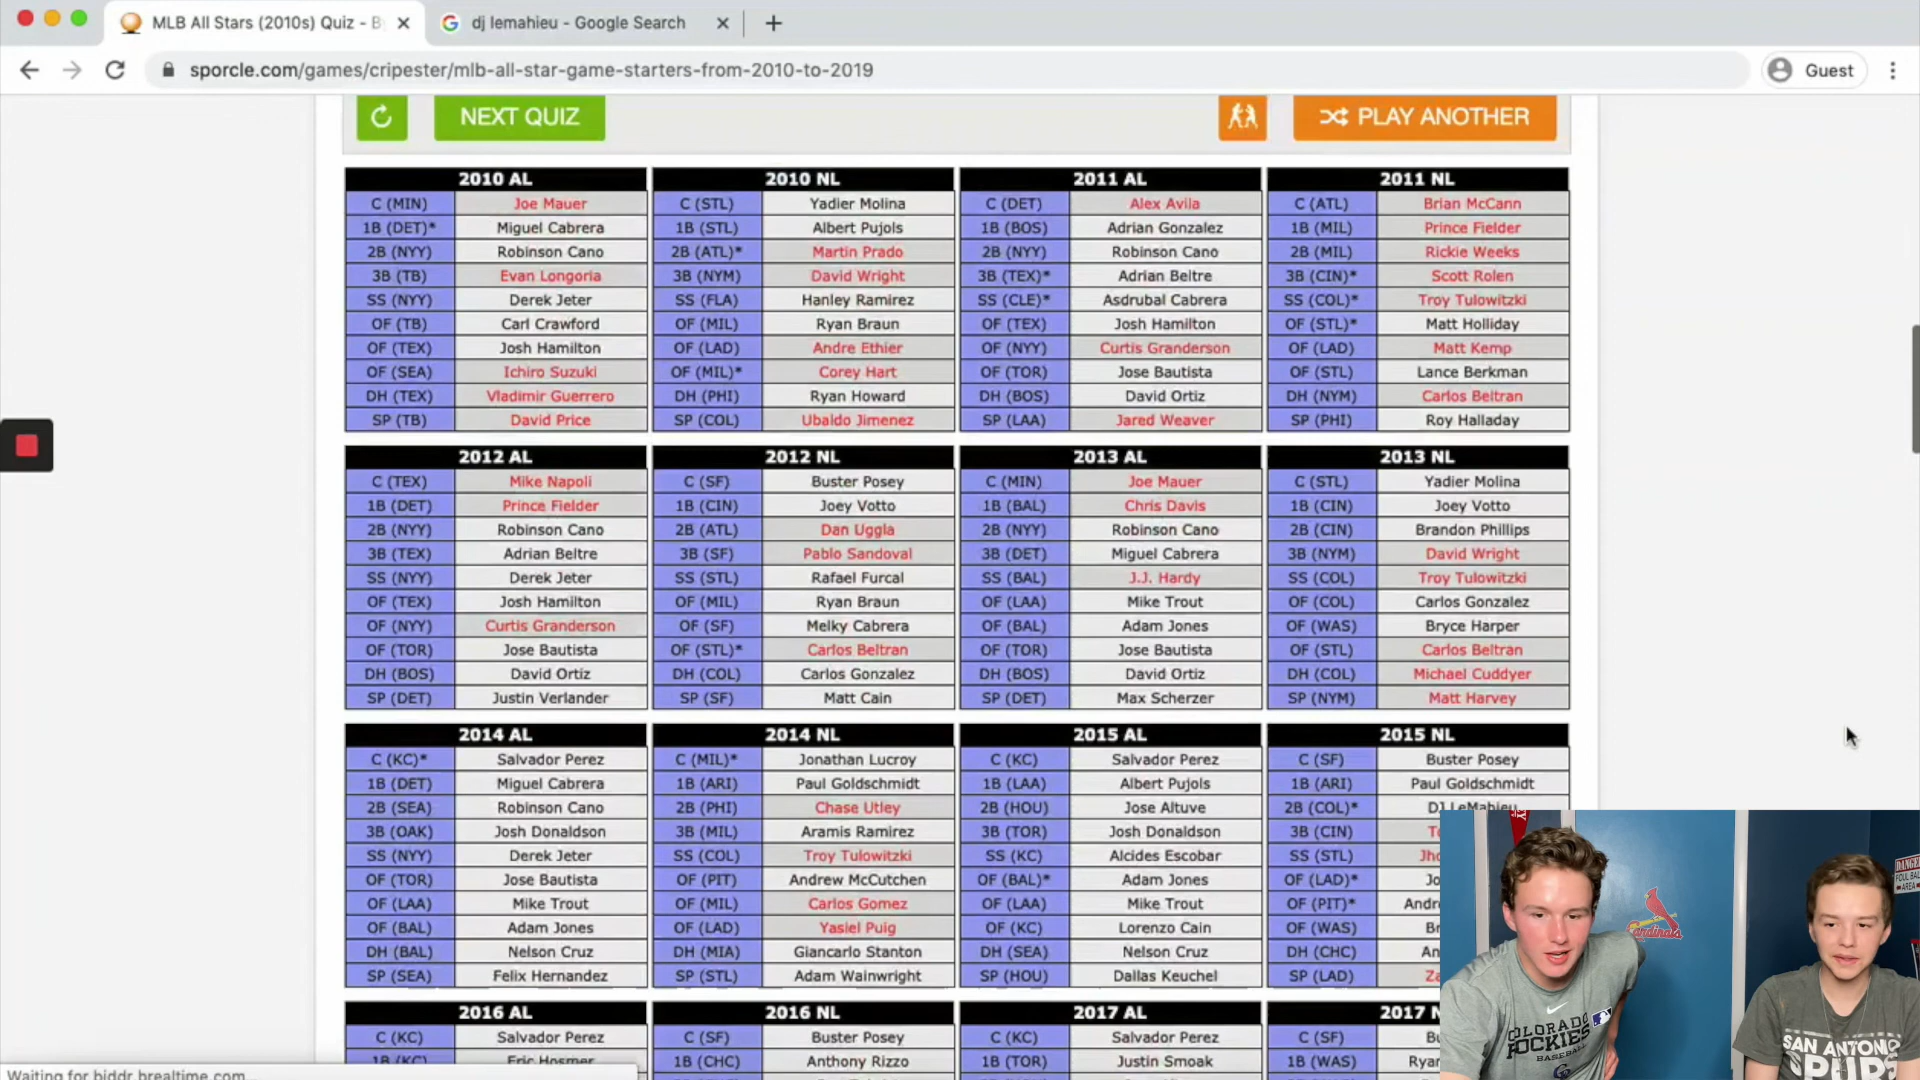 MLB All Stars (2010s) Quiz - B
dj lemahieu - Google Search
sporcle.com/games/cripester/mlb-all-star-game-starters-from-2010-to-2019
Guest
NEXT QUIZ
PLAY ANOTHER
2010 AL 2010 NL 2011 AL 2011 NL
C (MIN) Joe Mauer C (STL) Yadier Molina C (DET) Alex Avila C (ATL) Brian McCann
1B (DET)* Miguel Cabrera 1B (STL) Albert Pujols 1B (BOS) Adrian Gonzalez 1B (MIL) Prince Fielder
2B (NYY) Robinson Cano 2B (ATL)* Martin Prado 2B (NYY) Robinson Cano 2B (MIL) Rickie Weeks
3B (TB) Evan Longoria 3B (NYM) David Wright 3B (TEX)* Adrian Beltre 3B (CIN)* Scott Rolen
SS (NYY) Derek Jeter SS (FLA) Hanley Ramirez SS (CLE)* Asdrubal Cabrera SS (COL)* Troy Tulowitzki
OF (TB) Carl Crawford OF (MIL) Ryan Braun OF (TEX) Josh Hamilton OF (STL)* Matt Holliday
OF (TEX) Josh Hamilton OF (LAD) Andre Ethier OF (NYY) Curtis Granderson OF (LAD) Matt Kemp
OF (SEA) Ichiro Suzuki OF (MIL)* Corey Hart OF (TOR) Jose Bautista OF (STL) Lance Berkman
DH (TEX) Vladimir Guerrero DH (PHI) Ryan Howard DH (BOS) David Ortiz DH (NYM) Carlos Beltran
SP (TB) David Price SP (COL) Ubaldo Jimenez SP (LAA) Jared Weaver SP (PHI) Roy Halladay
2012 AL 2012 NL 2013 AL 2013 NL
C (TEX) Mike Napoli C (SF) Buster Posey C (MIN) Joe Mauer C (STL) Yadier Molina
1B (DET) Prince Fielder 1B (CIN) Joey Votto 1B (BAL) Chris Davis 1B (CIN) Joey Votto
2B (NYY) Robinson Cano 2B (ATL) Dan Uggla 2B (NYY) Robinson Cano 2B (CIN) Brandon Phillips
3B (TEX) Adrian Beltre 3B (SF) Pablo Sandoval 3B (DET) Miguel Cabrera 3B (NYM) David Wright
SS (NYY) Derek Jeter SS (STL) Rafael Furcal SS (BAL) J.J. Hardy SS (COL) Troy Tulowitzki
OF (TEX) Josh Hamilton OF (MIL) Ryan Braun OF (LAA) Mike Trout OF (COL) Carlos Gonzalez
OF (NYY) Curtis Granderson OF (SF) Melky Cabrera OF (BAL) Adam Jones OF (WAS) Bryce Harper
OF (TOR) Jose Bautista OF (STL)* Carlos Beltran OF (TOR) Jose Bautista OF (STL) Carlos Beltran
DH (BOS) David Ortiz DH (COL) Carlos Gonzalez DH (BOS) David Ortiz DH (COL) Michael Cuddyer
SP (DET) Justin Verlander SP (SF) Matt Cain SP (DET) Max Scherzer SP (NYM) Matt Harvey
2014 AL 2014 NL 2015 AL 2015 NL
C (KC)* Salvador Perez C (MIL)* Jonathan Lucroy C (KC) Salvador Perez C (SF) Buster Posey
1B (DET) Miguel Cabrera 1B (ARI) Paul Goldschmidt 1B (LAA) Albert Pujols 1B (ARI) Paul Goldschmidt
2B (SEA) Robinson Cano 2B (PHI) Chase Utley 2B (HOU) Jose Altuve 2B (COL)* DJ LeMahieu
3B (OAK) Josh Donaldson 3B (MIL) Aramis Ramirez 3B (TOR) Josh Donaldson 3B (CIN) To
SS (NYY) Derek Jeter SS (COL) Troy Tulowitzki SS (KC) Alcides Escobar SS (STL) Jho
OF (TOR) Jose Bautista OF (PIT) Andrew McCutchen OF (BAL)* Adam Jones OF (LAD)* Jo
OF (LAA) Mike Trout OF (MIL) Carlos Gomez OF (LAA) Mike Trout OF (PIT)* Andre
OF (BAL) Adam Jones OF (LAD) Yasiel Puig OF (KC) Lorenzo Cain OF (WAS) Br
DH (BAL) Nelson Cruz DH (MIA) Giancarlo Stanton DH (SEA) Nelson Cruz DH (CHC) An
SP (SEA) Felix Hernandez SP (STL) Adam Wainwright SP (HOU) Dallas Keuchel SP (LAD) Za
2016 AL 2016 NL 2017 AL 2017 N
C (KC) Salvador Perez C (SF) Buster Posey C (KC) Salvador Perez C (SF) Bu
1B (KC) Eric Hosmer 1B (CHC) Anthony Rizzo 1B (TOR) Justin Smoak 1B (WAS) Ryan
Waiting for biddr.brealtime.com...
Cardinals
DANGER
FOUL BA
AREA
COLORADO
ROCKIES
BASEBALL
SAN ANTONIO
SPURS